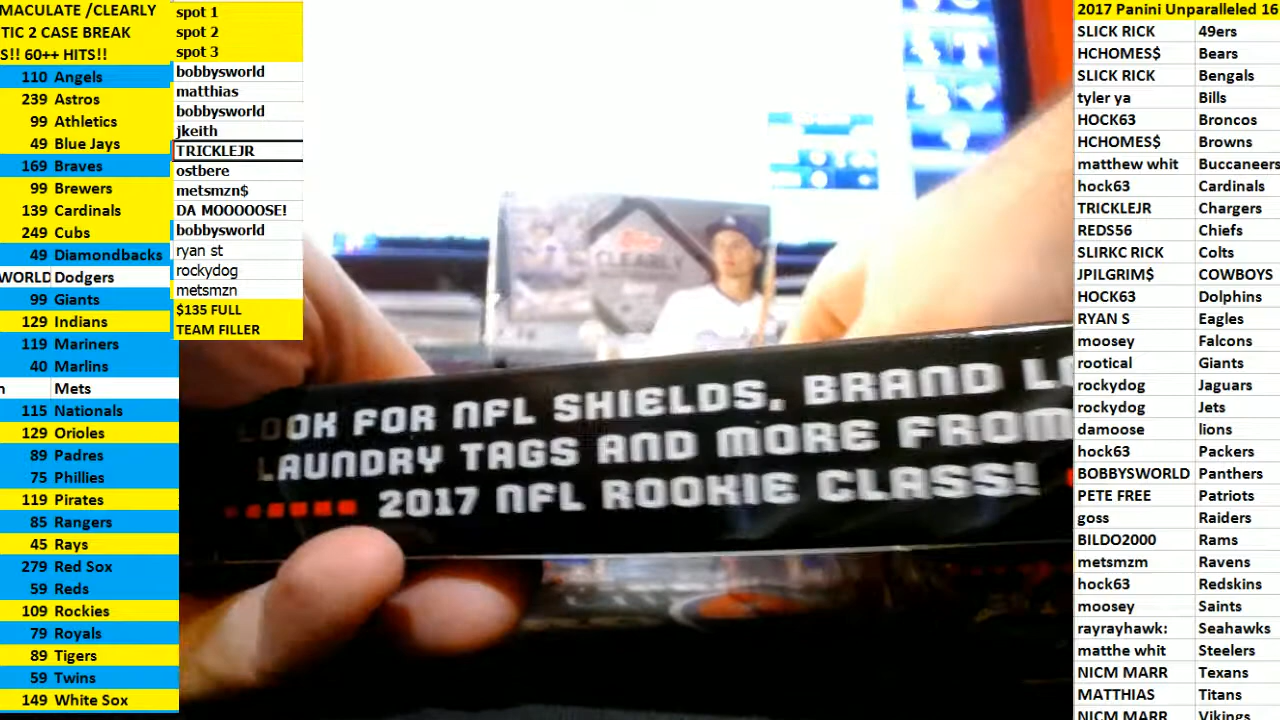 MACULATE /CLEARLY
TIC 2 CASE BREAK
S!! 60++ HITS!!
110 Angels
239 Astros
99 Athletics
49 Blue Jays
169 Braves
99 Brewers
139 Cardinals
249 Cubs
49 Diamondbacks
WORLD Dodgers
99 Giants
129 Indians
119 Mariners
40 Marlins
n Mets
115 Nationals
129 Orioles
89 Padres
75 Phillies
119 Pirates
85 Rangers
45 Rays
279 Red Sox
59 Reds
109 Rockies
79 Royals
89 Tigers
59 Twins
149 White Sox
spot 1
spot 2
spot 3
bobbysworld
matthias
bobbysworld
jkeith
TRICKLEJR
ostbere
metsmzn$
DA MOOOOOSE!
bobbysworld
ryan st
rockydog
metsmzn
$135 FULL
TEAM FILLER
CLEARLY
LOOK FOR NFL SHIELDS, BRAND LO
LAUNDRY TAGS AND MORE FROM
2017 NFL ROOKIE CLASS!
2017 Panini Unparalleled 16
SLICK RICK 49ers
HCHOMES$ Bears
SLICK RICK Bengals
tyler ya Bills
HOCK63 Broncos
HCHOMES$ Browns
matthew whit Buccaneers
hock63 Cardinals
TRICKLEJR Chargers
REDS56 Chiefs
SLIRKC RICK Colts
JPILGRIM$ COWBOYS
HOCK63 Dolphins
RYAN S Eagles
moosey Falcons
rootical Giants
rockydog Jaguars
rockydog Jets
damoose lions
hock63 Packers
BOBBYSWORLD Panthers
PETE FREE Patriots
goss Raiders
BILDO2000 Rams
metsmzm Ravens
hock63 Redskins
moosey Saints
rayrayhawk: Seahawks
matthe whit Steelers
NICM MARR Texans
MATTHIAS Titans
NICM MARR Vikings